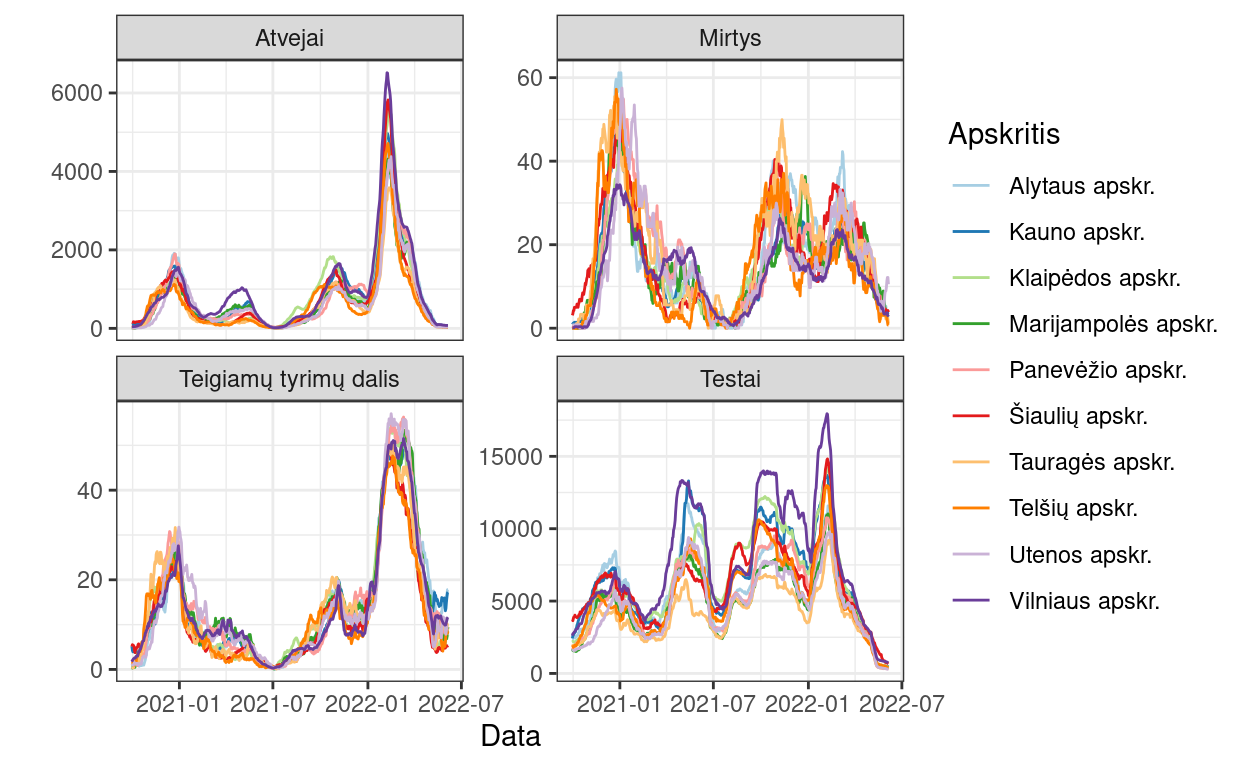 Atvejai
6000
4000
2000
0
Mirtys
60
40
20
0
Teigiamų tyrimų dalis
40
20
0
2021-01 2021-07 2022-01 2022-07
Testai
15000
10000
5000
0
2021-01 2021-07 2022-01 2022-07
Data
Apskritis
Alytaus apskr.
Kauno apskr.
Klaipėdos apskr.
Marijampolės apskr.
Panevėžio apskr.
Šiaulių apskr.
Tauragės apskr.
Telšių apskr.
Utenos apskr.
Vilniaus apskr.